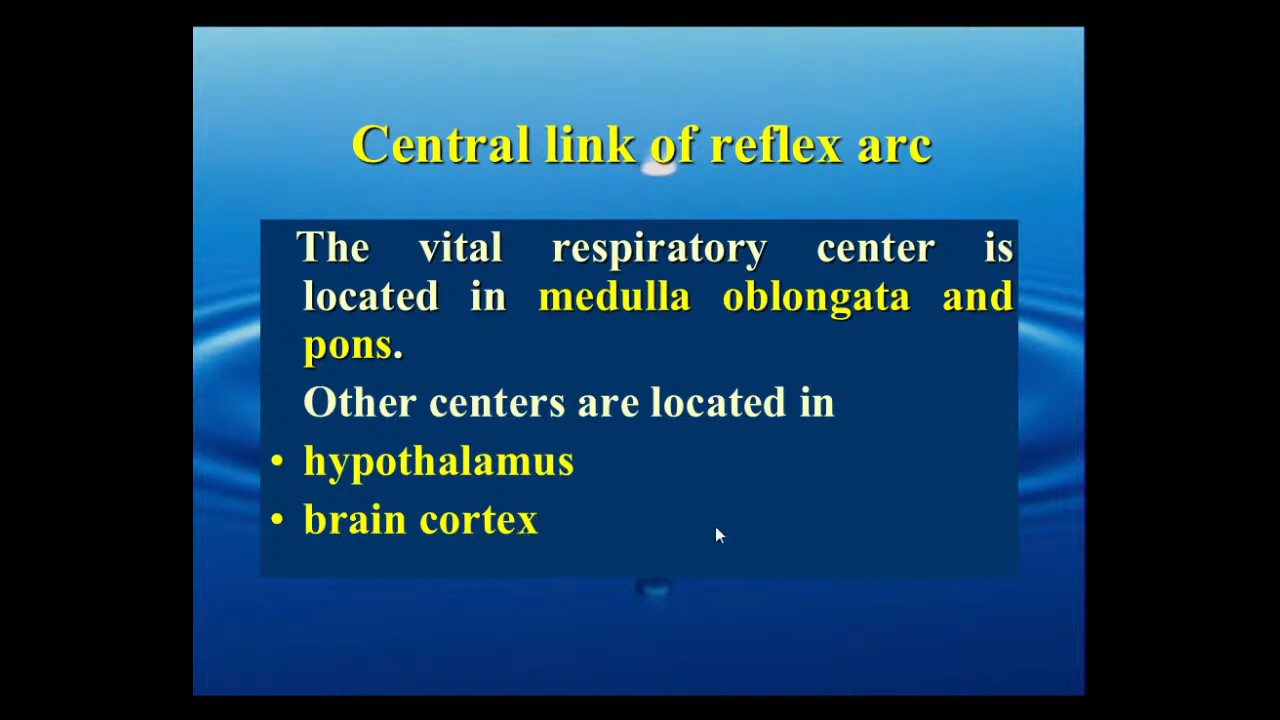 Central link of reflex arc
The vital respiratory center is
located in medulla oblongata and
pons.
Other centers are located in
• hypothalamus
• brain cortex